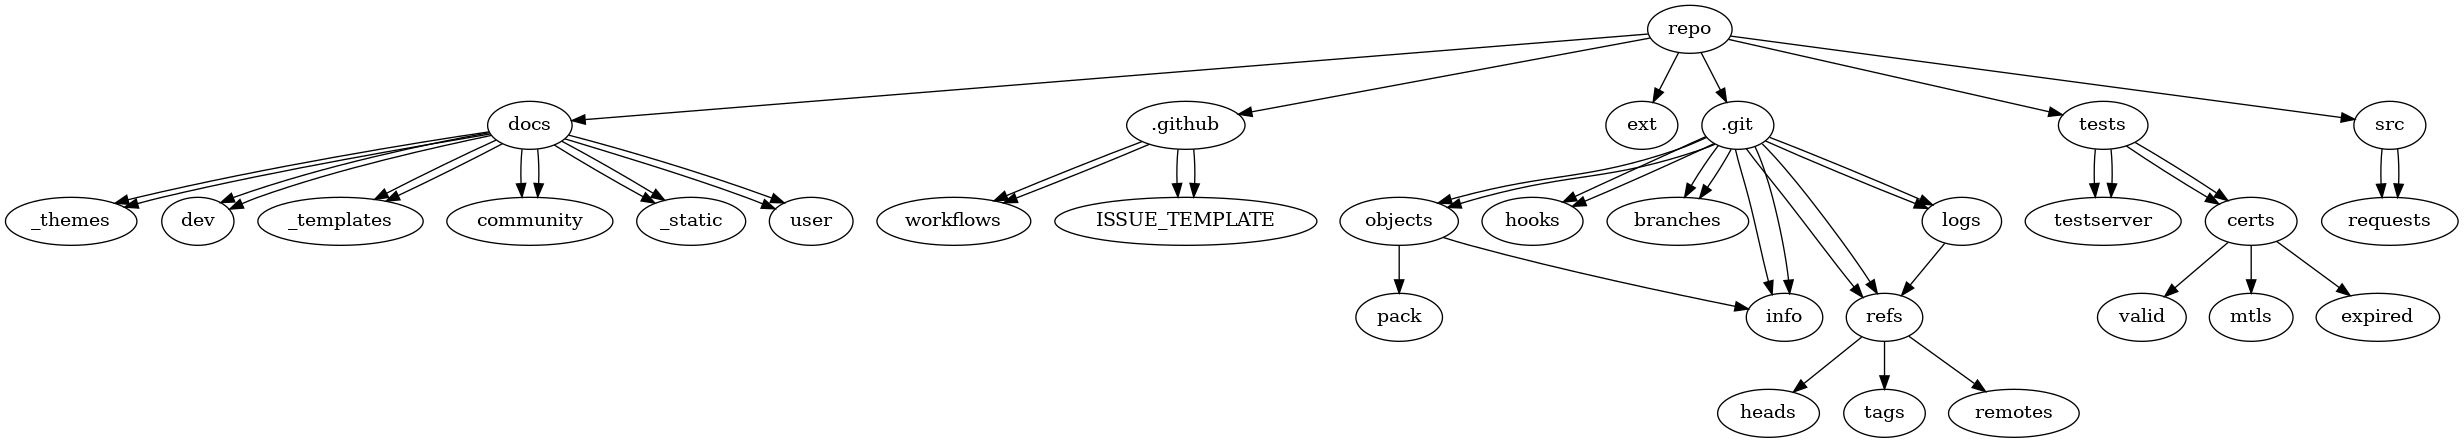 repo
docs
.github
ext
.git
tests
src
_themes
dev
_templates
community
_static
user
workflows
ISSUE_TEMPLATE
objects
hooks
branches
logs
testserver
certs
requests
pack
info
refs
valid
mtls
expired
heads
tags
remotes